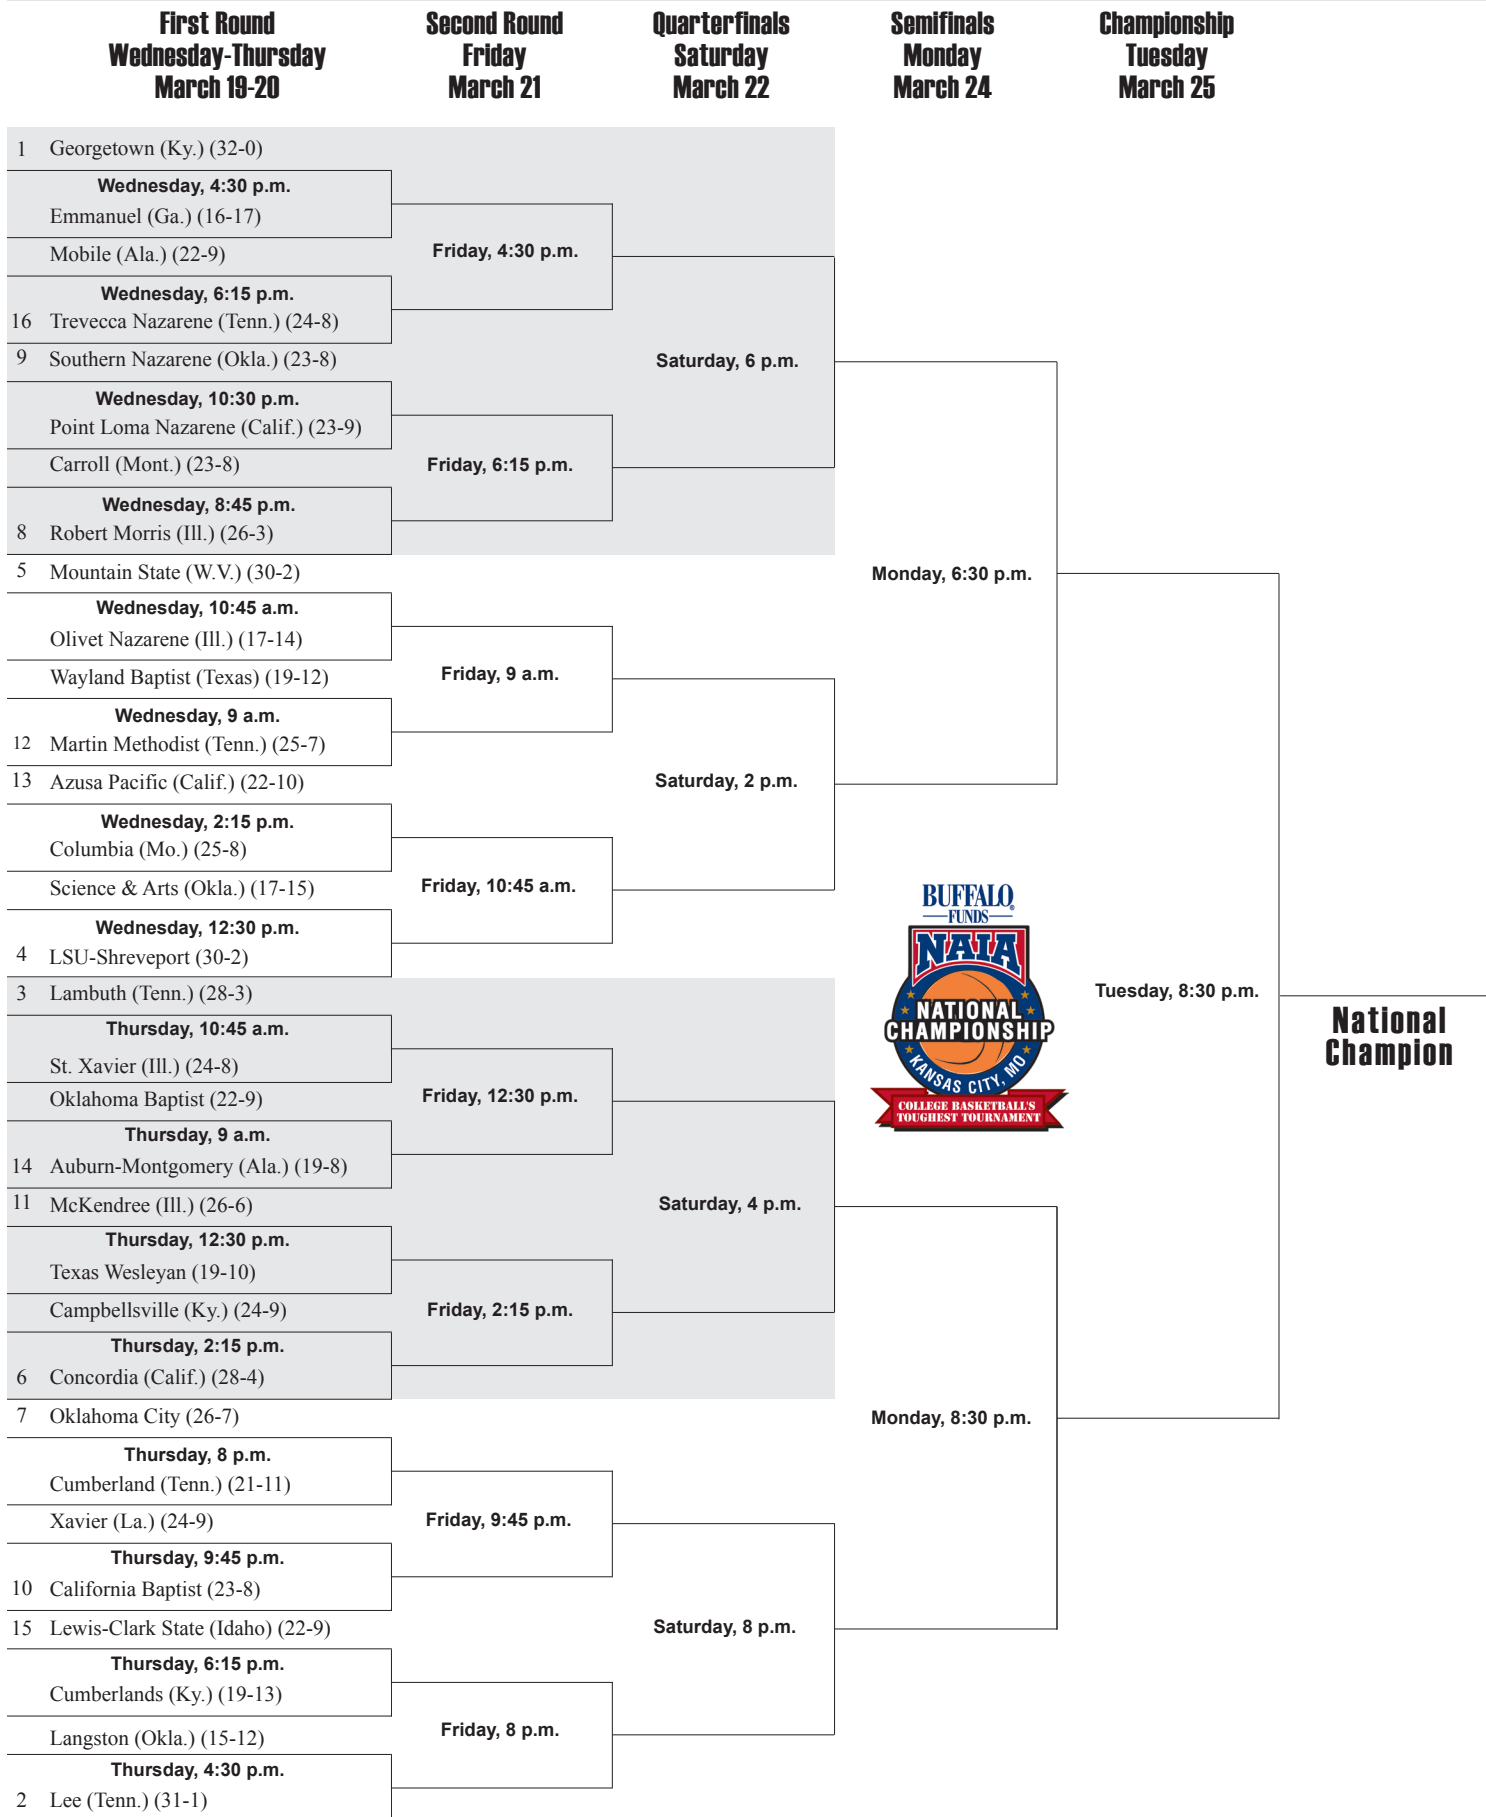 First Round
Wednesday-Thursday
March 19-20
Second Round
Friday
March 21
Quarterfinals
Saturday
March 22
Semifinals
Monday
March 24
Championship
Tuesday
March 25
1 Georgetown (Ky.) (32-0)
Wednesday, 4:30 p.m.
Emmanuel (Ga.) (16-17)
Mobile (Ala.) (22-9)
Wednesday, 6:15 p.m.
16 Trevecca Nazarene (Tenn.) (24-8)
9 Southern Nazarene (Okla.) (23-8)
Wednesday, 10:30 p.m.
Point Loma Nazarene (Calif.) (23-9)
Carroll (Mont.) (23-8)
Wednesday, 8:45 p.m.
8 Robert Morris (Ill.) (26-3)
5 Mountain State (W.V.) (30-2)
Wednesday, 10:45 a.m.
Olivet Nazarene (Ill.) (17-14)
Wayland Baptist (Texas) (19-12)
Wednesday, 9 a.m.
12 Martin Methodist (Tenn.) (25-7)
13 Azusa Pacific (Calif.) (22-10)
Wednesday, 2:15 p.m.
Columbia (Mo.) (25-8)
Science & Arts (Okla.) (17-15)
Wednesday, 12:30 p.m.
4 LSU-Shreveport (30-2)
3 Lambuth (Tenn.) (28-3)
Thursday, 10:45 a.m.
St. Xavier (Ill.) (24-8)
Oklahoma Baptist (22-9)
Thursday, 9 a.m.
14 Auburn-Montgomery (Ala.) (19-8)
11 McKendree (Ill.) (26-6)
Thursday, 12:30 p.m.
Texas Wesleyan (19-10)
Campbellsville (Ky.) (24-9)
Thursday, 2:15 p.m.
6 Concordia (Calif.) (28-4)
7 Oklahoma City (26-7)
Thursday, 8 p.m.
Cumberland (Tenn.) (21-11)
Xavier (La.) (24-9)
Thursday, 9:45 p.m.
10 California Baptist (23-8)
15 Lewis-Clark State (Idaho) (22-9)
Thursday, 6:15 p.m.
Cumberlands (Ky.) (19-13)
Langston (Okla.) (15-12)
Thursday, 4:30 p.m.
2 Lee (Tenn.) (31-1)
Friday, 4:30 p.m.
Friday, 6:15 p.m.
Friday, 9 a.m.
Friday, 10:45 a.m.
Friday, 12:30 p.m.
Friday, 2:15 p.m.
Friday, 9:45 p.m.
Friday, 8 p.m.
Saturday, 6 p.m.
Saturday, 2 p.m.
Saturday, 4 p.m.
Saturday, 8 p.m.
Monday, 6:30 p.m.
Monday, 8:30 p.m.
BUFFALO®
FUNDS
NAIA
NATIONAL
CHAMPIONSHIP
KANSAS CITY, MO
COLLEGE BASKETBALL'S
TOUGHEST TOURNAMENT
Tuesday, 8:30 p.m.
National
Champion